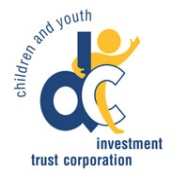 children and youth
dc
investment
trust corporation